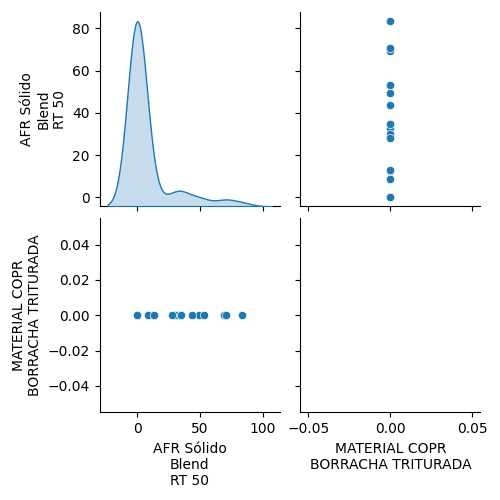 AFR Sólido
Blend
RT 50
80
60
40
20
0
MATERIAL COPR
BORRACHA TRITURADA
0.04
0.02
0.00
−0.02
−0.04
0
50
100
AFR Sólido
Blend
RT 50
−0.05
0.00
0.05
MATERIAL COPR
BORRACHA TRITURADA